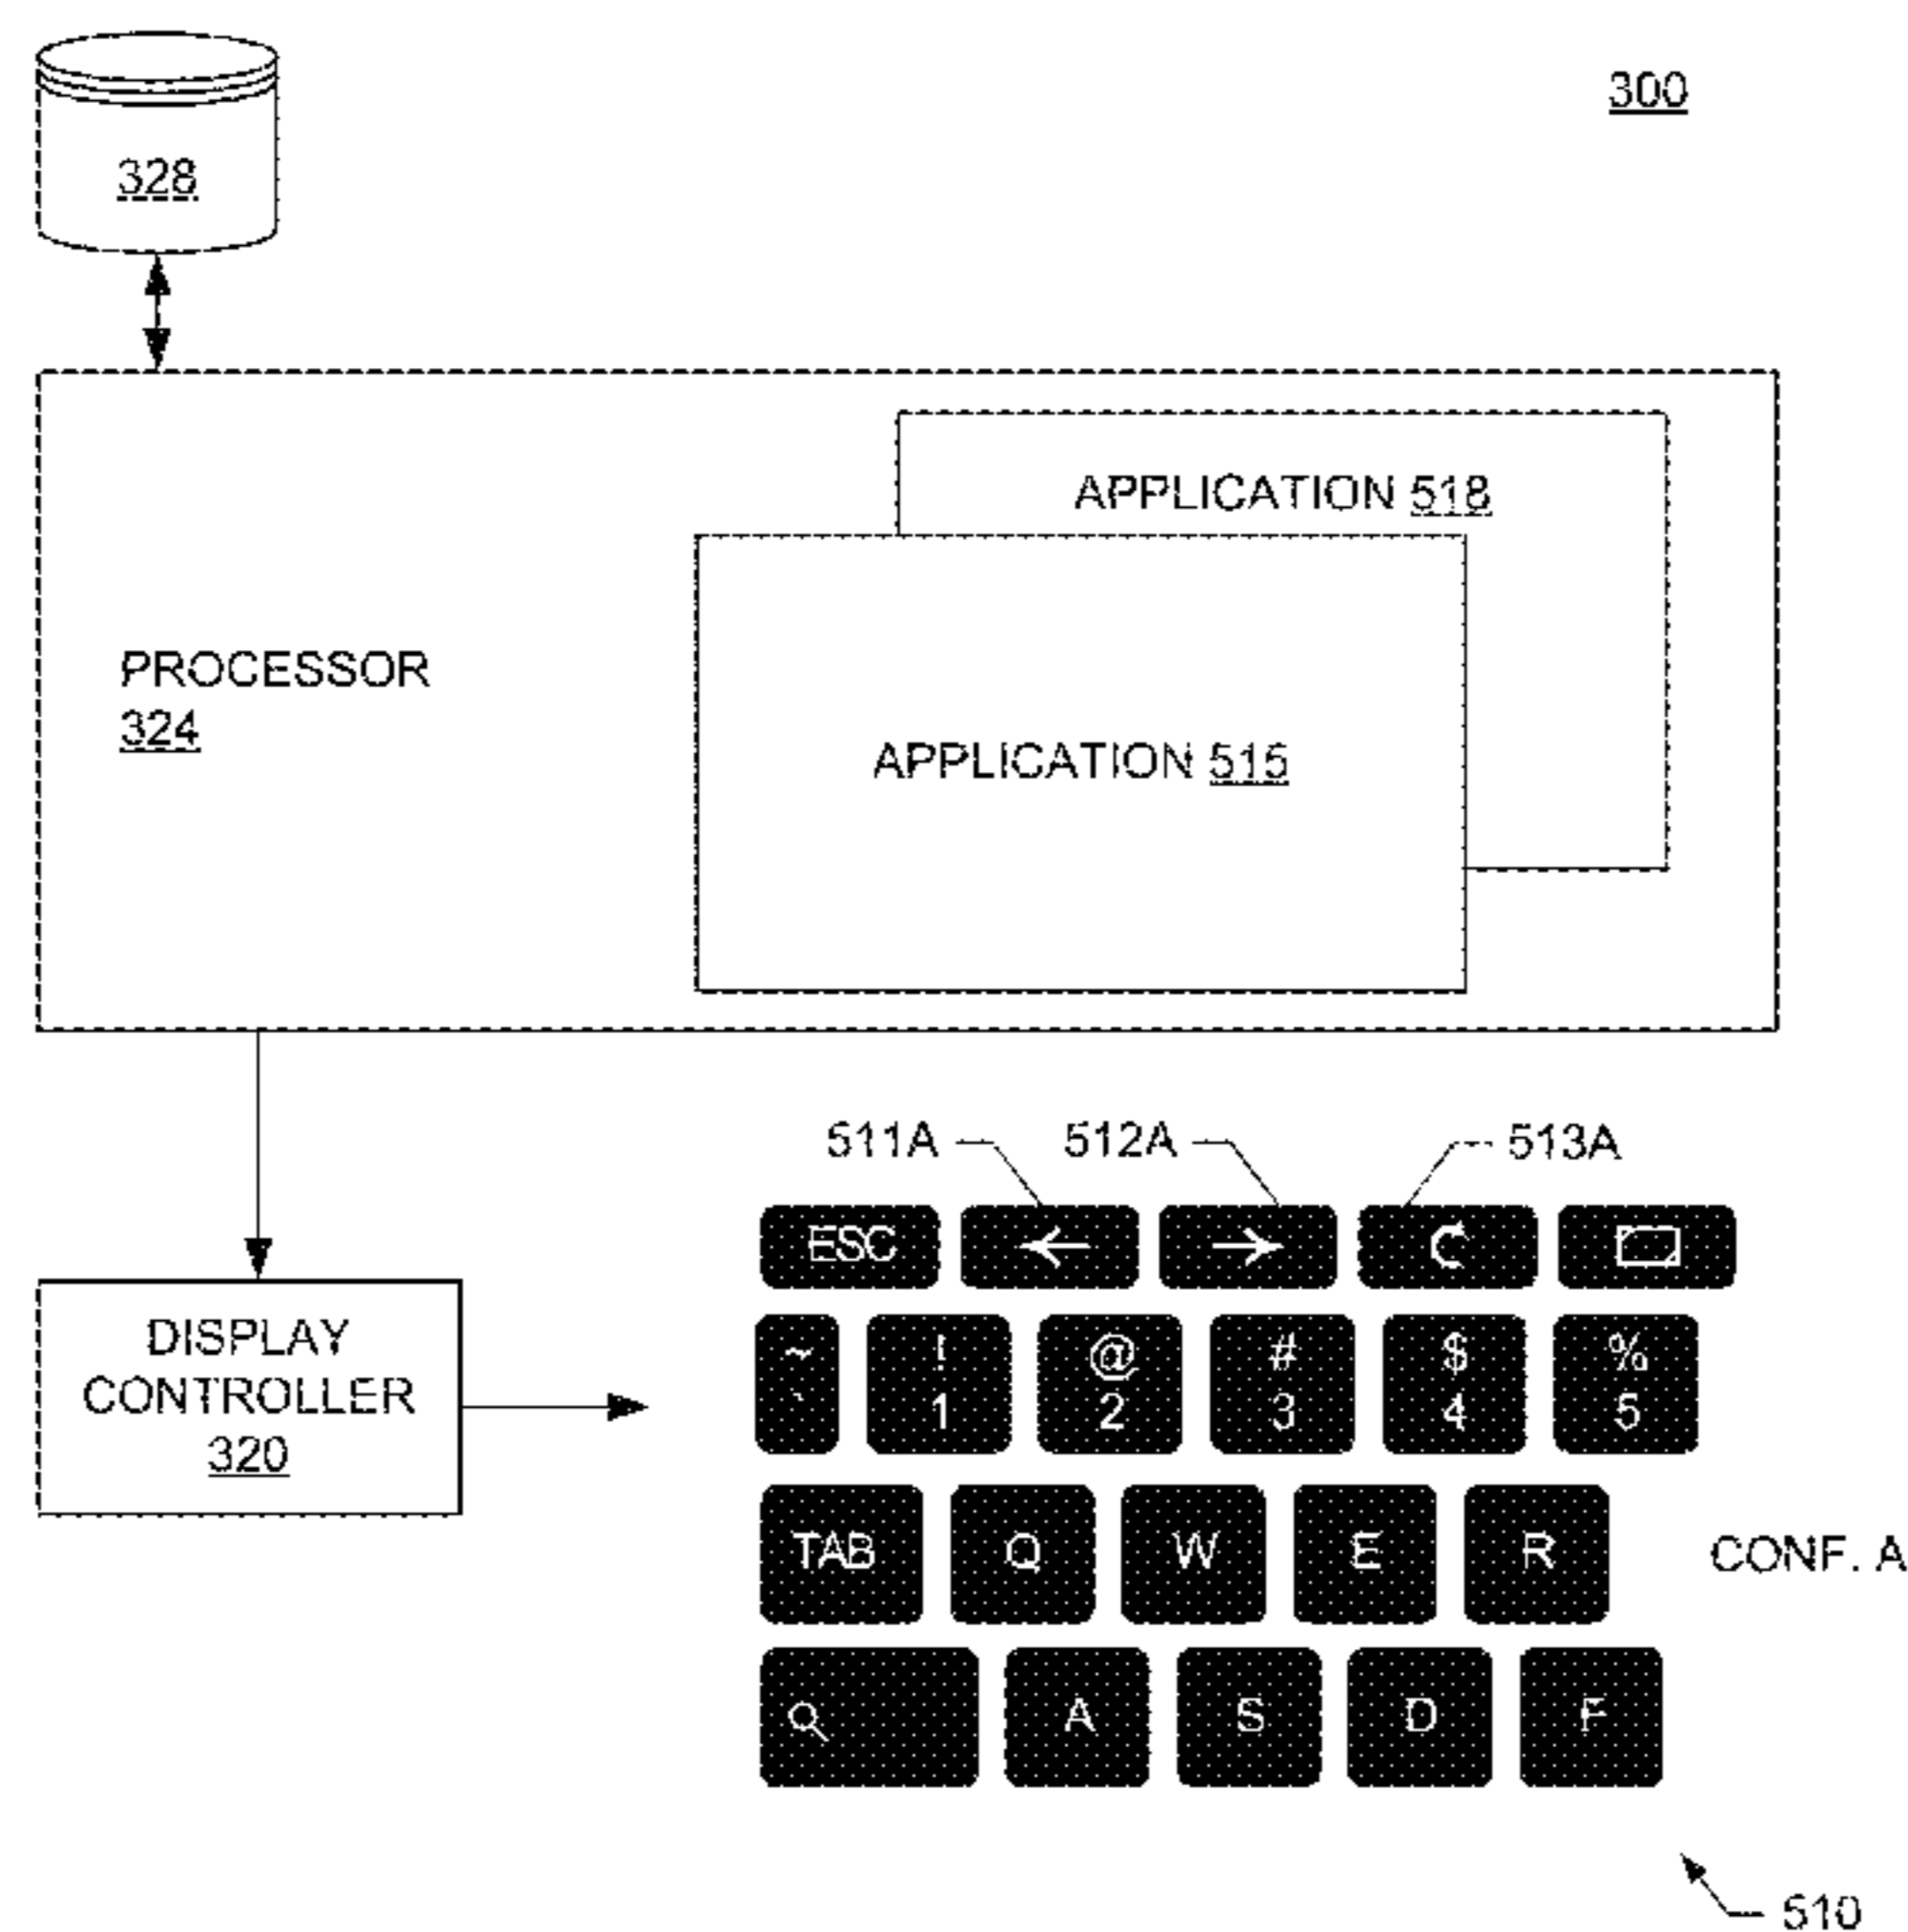 300
328
APPLICATION 518
PROCESSOR
324
APPLICATION 515
511A
512A
513A
ESC
DISPLAY
CONTROLLER
320
~ ! @ # $ %
` 1 2 3 4 5
TAB Q W E R
CONF. A
A S D F
510